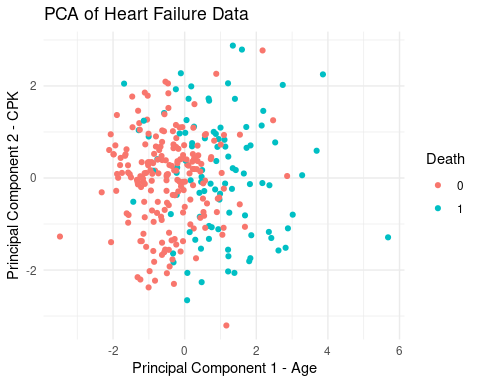 PCA of Heart Failure Data
Principal Component 2 - CPK
2
0
-2
-2
0
2
4
6
Principal Component 1 - Age
Death
0
1